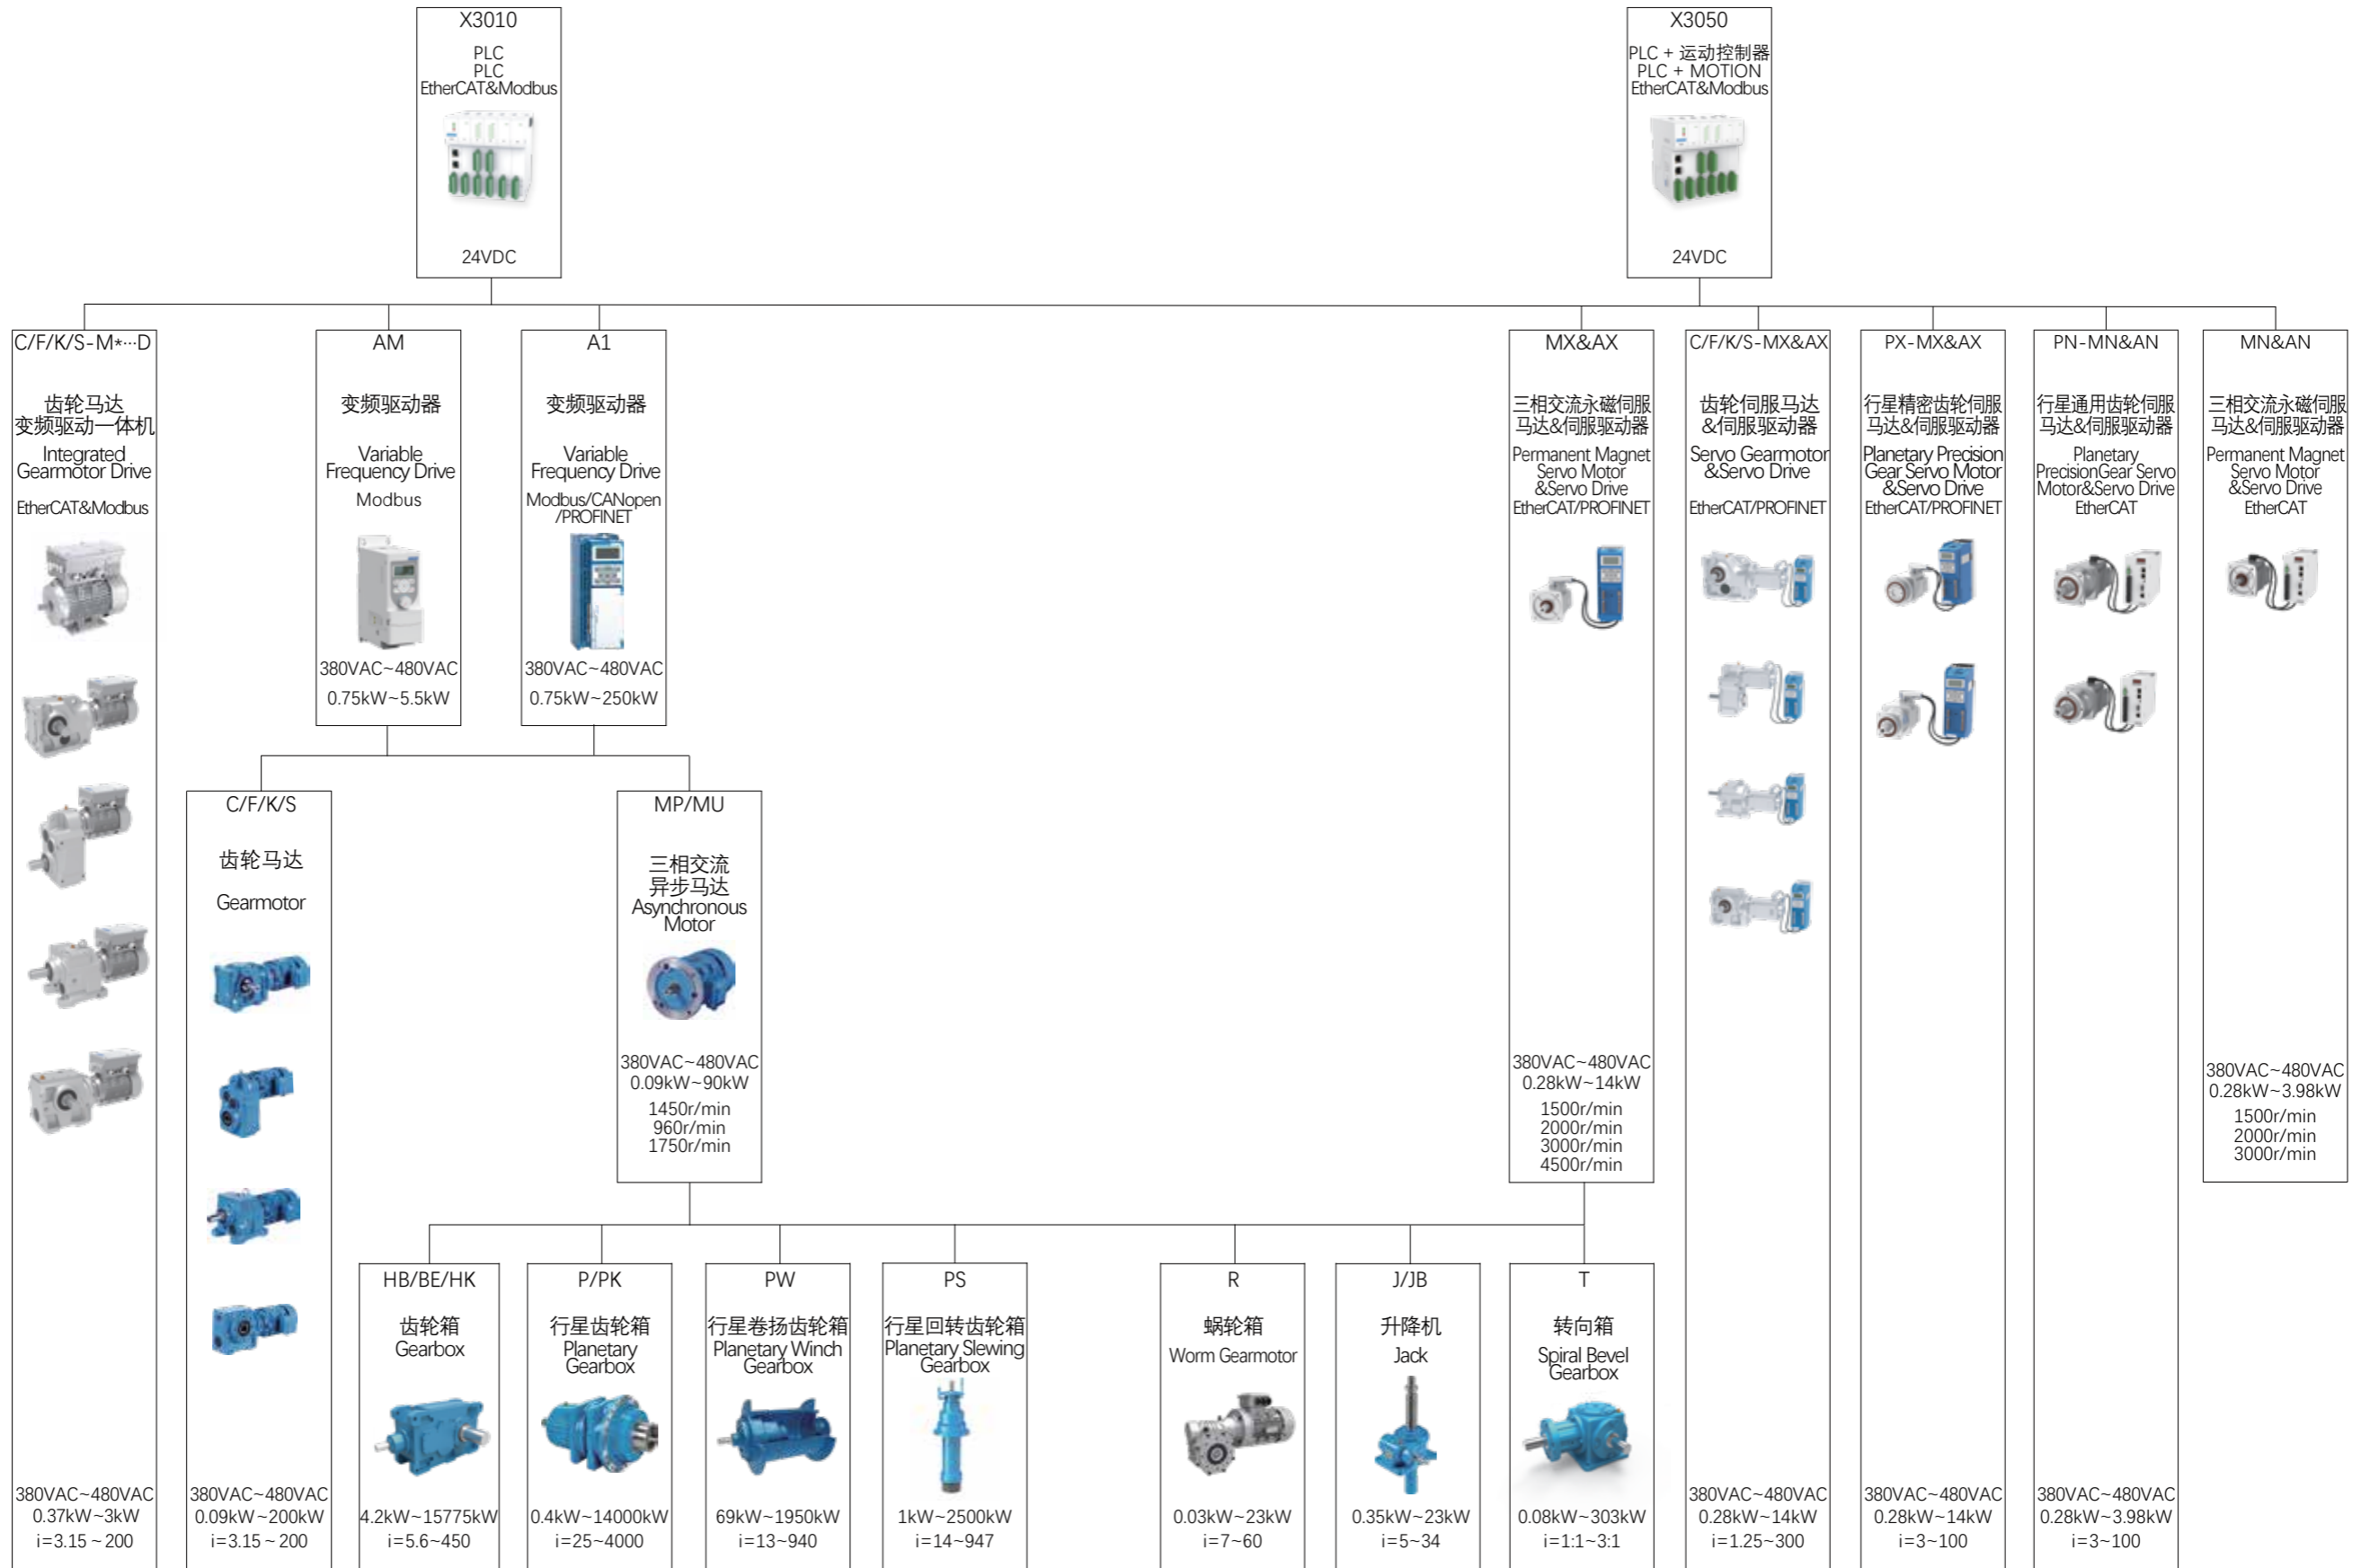 X3010
PLC
PLC
EtherCAT&Modbus
24VDC
X3050
PLC + 运动控制器
PLC + MOTION
EtherCAT&Modbus
24VDC
C/F/K/S-M*···D
齿轮马达
变频驱动一体机
Integrated
Gearmotor Drive
EtherCAT&Modbus
380VAC~480VAC
0.37kW~3kW
i=3.15 ~ 200
AM
变频驱动器
Variable
Frequency Drive
Modbus
380VAC~480VAC
0.75kW~5.5kW
A1
变频驱动器
Variable
Frequency Drive
Modbus/CANopen
/PROFINET
380VAC~480VAC
0.75kW~250kW
MX&AX
三相交流永磁伺服
马达&伺服驱动器
Permanent Magnet
Servo Motor
&Servo Drive
EtherCAT/PROFINET
380VAC~480VAC
0.28kW~14kW
1500r/min
2000r/min
3000r/min
4500r/min
C/F/K/S-MX&AX
齿轮伺服马达
&伺服驱动器
Servo Gearmotor
&Servo Drive
EtherCAT/PROFINET
380VAC~480VAC
0.28kW~14kW
i=1.25~300
PX-MX&AX
行星精密齿轮伺服
马达&伺服驱动器
Planetary Precision
Gear Servo Motor
&Servo Drive
EtherCAT/PROFINET
380VAC~480VAC
0.28kW~14kW
i=3~100
PN-MN&AN
行星通用齿轮伺服
马达&伺服驱动器
Planetary
PrecisionGear Servo
Motor&Servo Drive
EtherCAT
380VAC~480VAC
0.28kW~3.98kW
i=3~100
MN&AN
三相交流永磁伺服
马达&伺服驱动器
Permanent Magnet
Servo Motor
&Servo Drive
EtherCAT
380VAC~480VAC
0.28kW~3.98kW
1500r/min
2000r/min
3000r/min
C/F/K/S
齿轮马达
Gearmotor
380VAC~480VAC
0.09kW~200kW
i=3.15 ~ 200
MP/MU
三相交流
异步马达
Asynchronous
Motor
380VAC~480VAC
0.09kW~90kW
1450r/min
960r/min
1750r/min
HB/BE/HK
齿轮箱
Gearbox
4.2kW~15775kW
i=5.6~450
P/PK
行星齿轮箱
Planetary
Gearbox
0.4kW~14000kW
i=25~4000
PW
行星卷扬齿轮箱
Planetary Winch
Gearbox
69kW~1950kW
i=13~940
PS
行星回转齿轮箱
Planetary Slewing
Gearbox
1kW~2500kW
i=14~947
R
蜗轮箱
Worm Gearmotor
0.03kW~23kW
i=7~60
J/JB
升降机
Jack
0.35kW~23kW
i=5~34
T
转向箱
Spiral Bevel
Gearbox
0.08kW~303kW
i=1:1~3:1